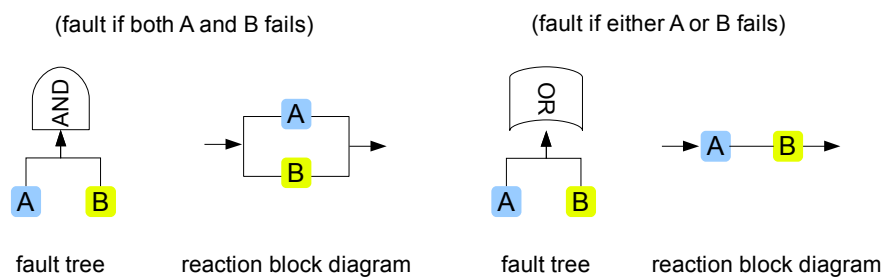 (fault if both A and B fails)
(fault if either A or B fails)
AND
A
B
A
B
OR
A
B
A
B
fault tree
reaction block diagram
fault tree
reaction block diagram